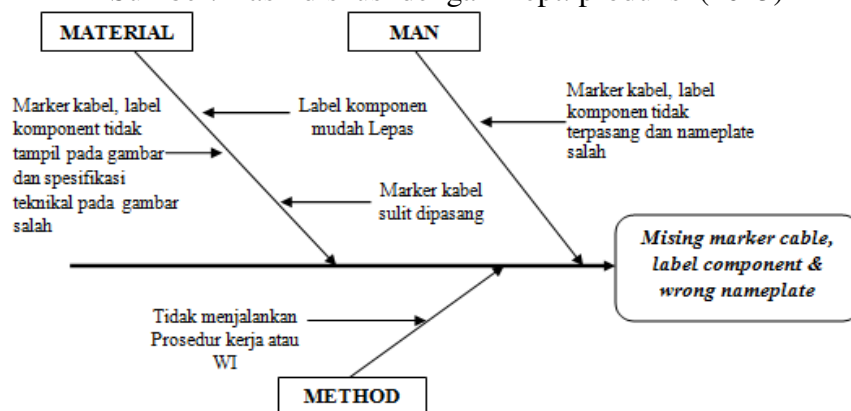 MATERIAL
MAN
Marker kabel, label
komponent tidak
tampil pada gambar
dan spesifikasi
teknikal pada gambar
salah
Label komponen
mudah Lepas
Marker kabel
sulit dipasang
Marker kabel, label
komponen tidak
terpasang dan nameplate
salah
Mising marker cable,
label component &
wrong nameplate
Tidak menjalankan
Prosedur kerja atau
WI
METHOD